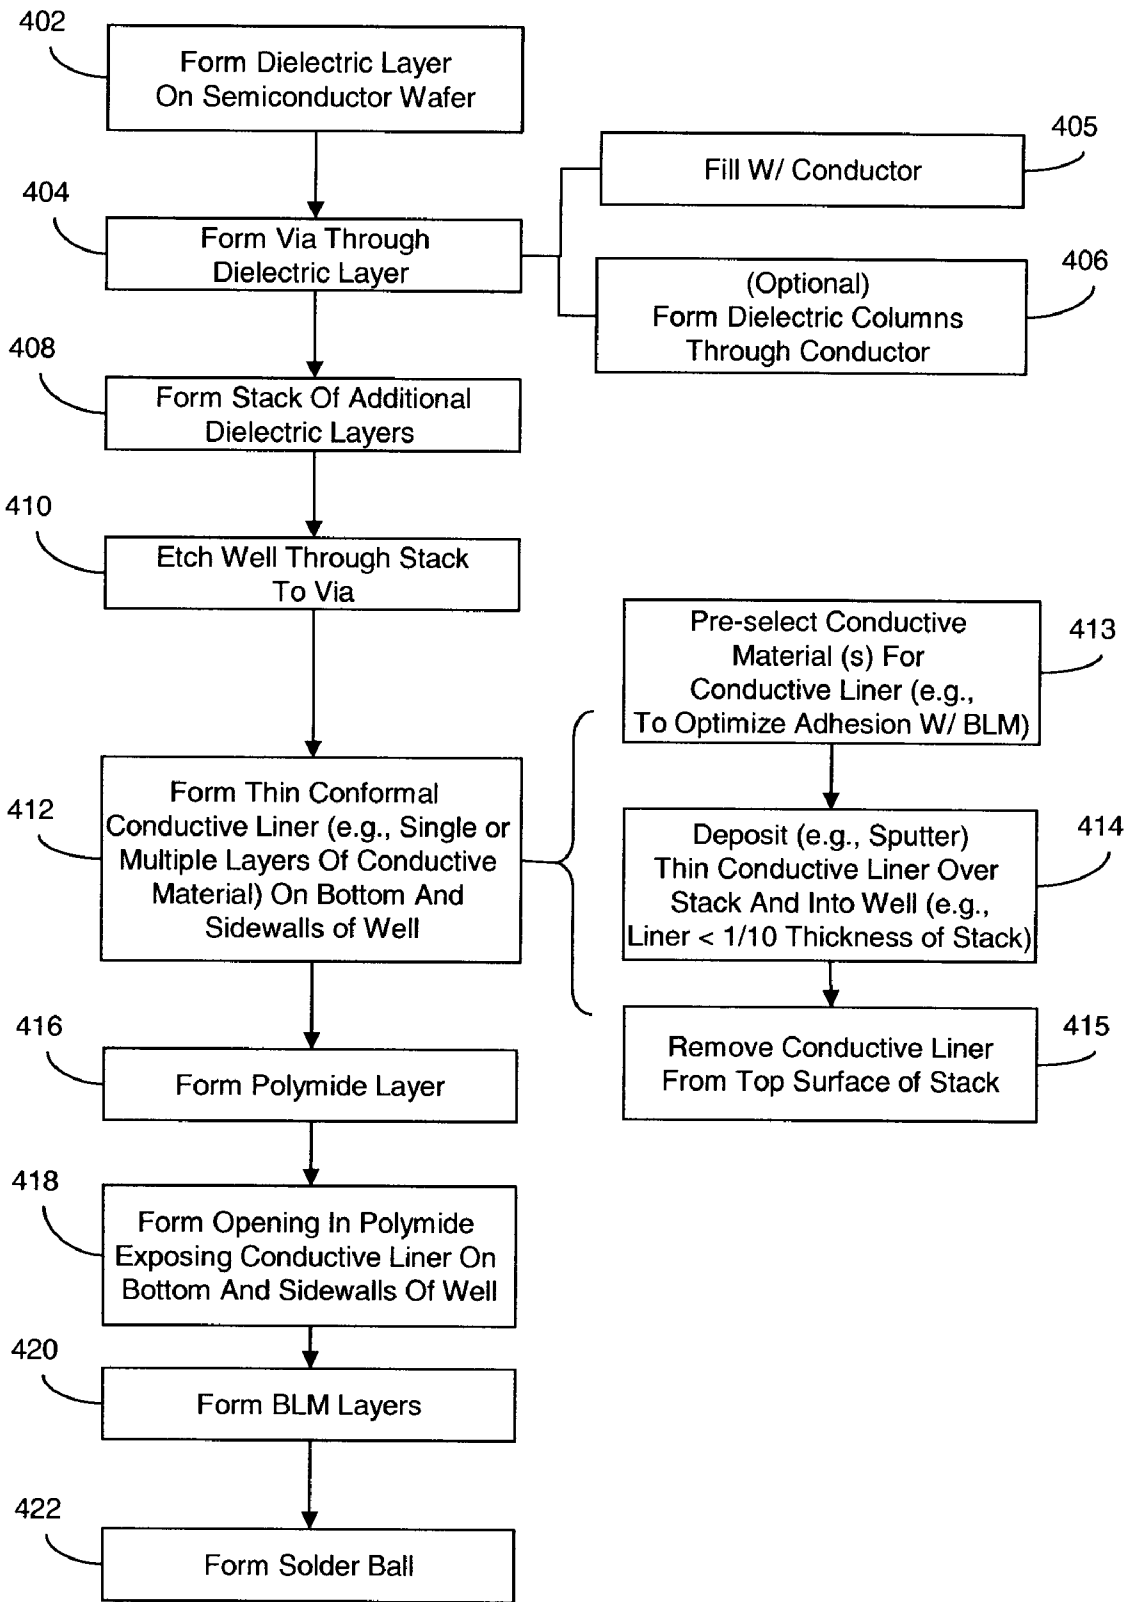 402
Form Dielectric Layer
On Semiconductor Wafer
404
Form Via Through
Dielectric Layer
405
Fill W/ Conductor
406
(Optional)
Form Dielectric Columns
Through Conductor
408
Form Stack Of Additional
Dielectric Layers
410
Etch Well Through Stack
To Via
412
Form Thin Conformal
Conductive Liner (e.g., Single or
Multiple Layers Of Conductive
Material) On Bottom And
Sidewalls of Well
413
Pre-select Conductive
Material (s) For
Conductive Liner (e.g.,
To Optimize Adhesion W/ BLM)
414
Deposit (e.g., Sputter)
Thin Conductive Liner Over
Stack And Into Well (e.g.,
Liner < 1/10 Thickness of Stack)
415
Remove Conductive Liner
From Top Surface of Stack
416
Form Polymide Layer
418
Form Opening In Polymide
Exposing Conductive Liner On
Bottom And Sidewalls Of Well
420
Form BLM Layers
422
Form Solder Ball